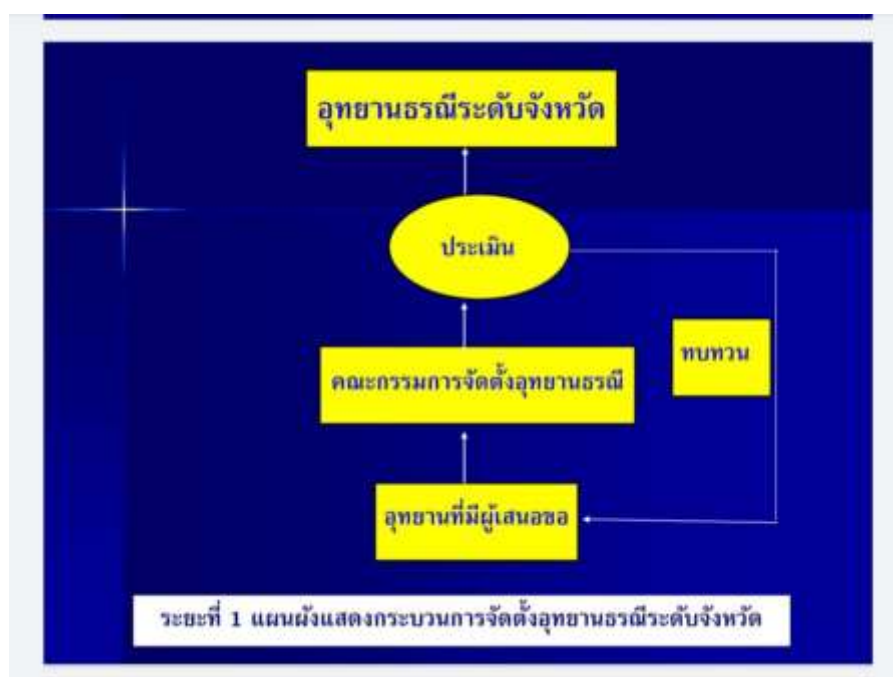 อุทยานธรณีระดับจังหวัด
ประเมิน
ทบทวน
คณะกรรมการจัดตั้งอุทยานธรณี
อุทยานที่มีผู้เสนอขอ
ระยะที่ 1 แผนผังแสดงกระบวนการจัดตั้งอุทยานธรณีระดับจังหวัด